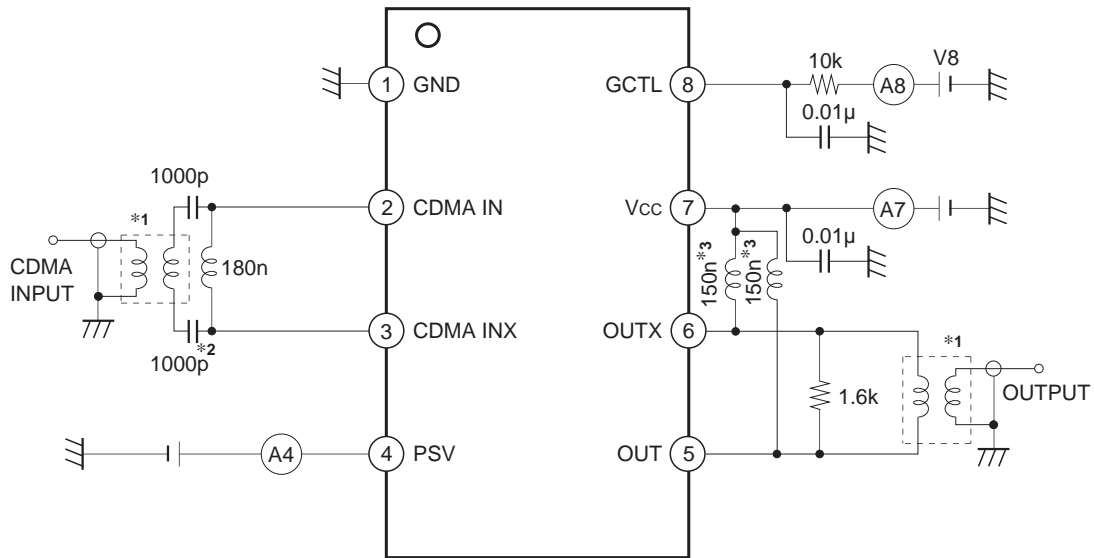 1
GND
GCTL
8
10k
A8
V8
0.01μ
1000p
*1
2
CDMA IN
VCC
7
A7
CDMA
INPUT
180n
150n*3
150n*3
0.01μ
3
CDMA INX
OUTX
6
1000p*2
*1
1.6k
OUTPUT
A4
4
PSV
OUT
5